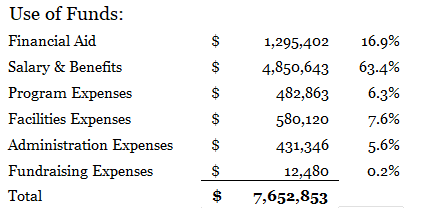 Use of Funds:
Financial Aid $ 1,295,402 16.9%
Salary & Benefits $ 4,850,643 63.4%
Program Expenses $ 482,863 6.3%
Facilities Expenses $ 580,120 7.6%
Administration Expenses $ 431,346 5.6%
Fundraising Expenses $ 12,480 0.2%
Total $ 7,652,853